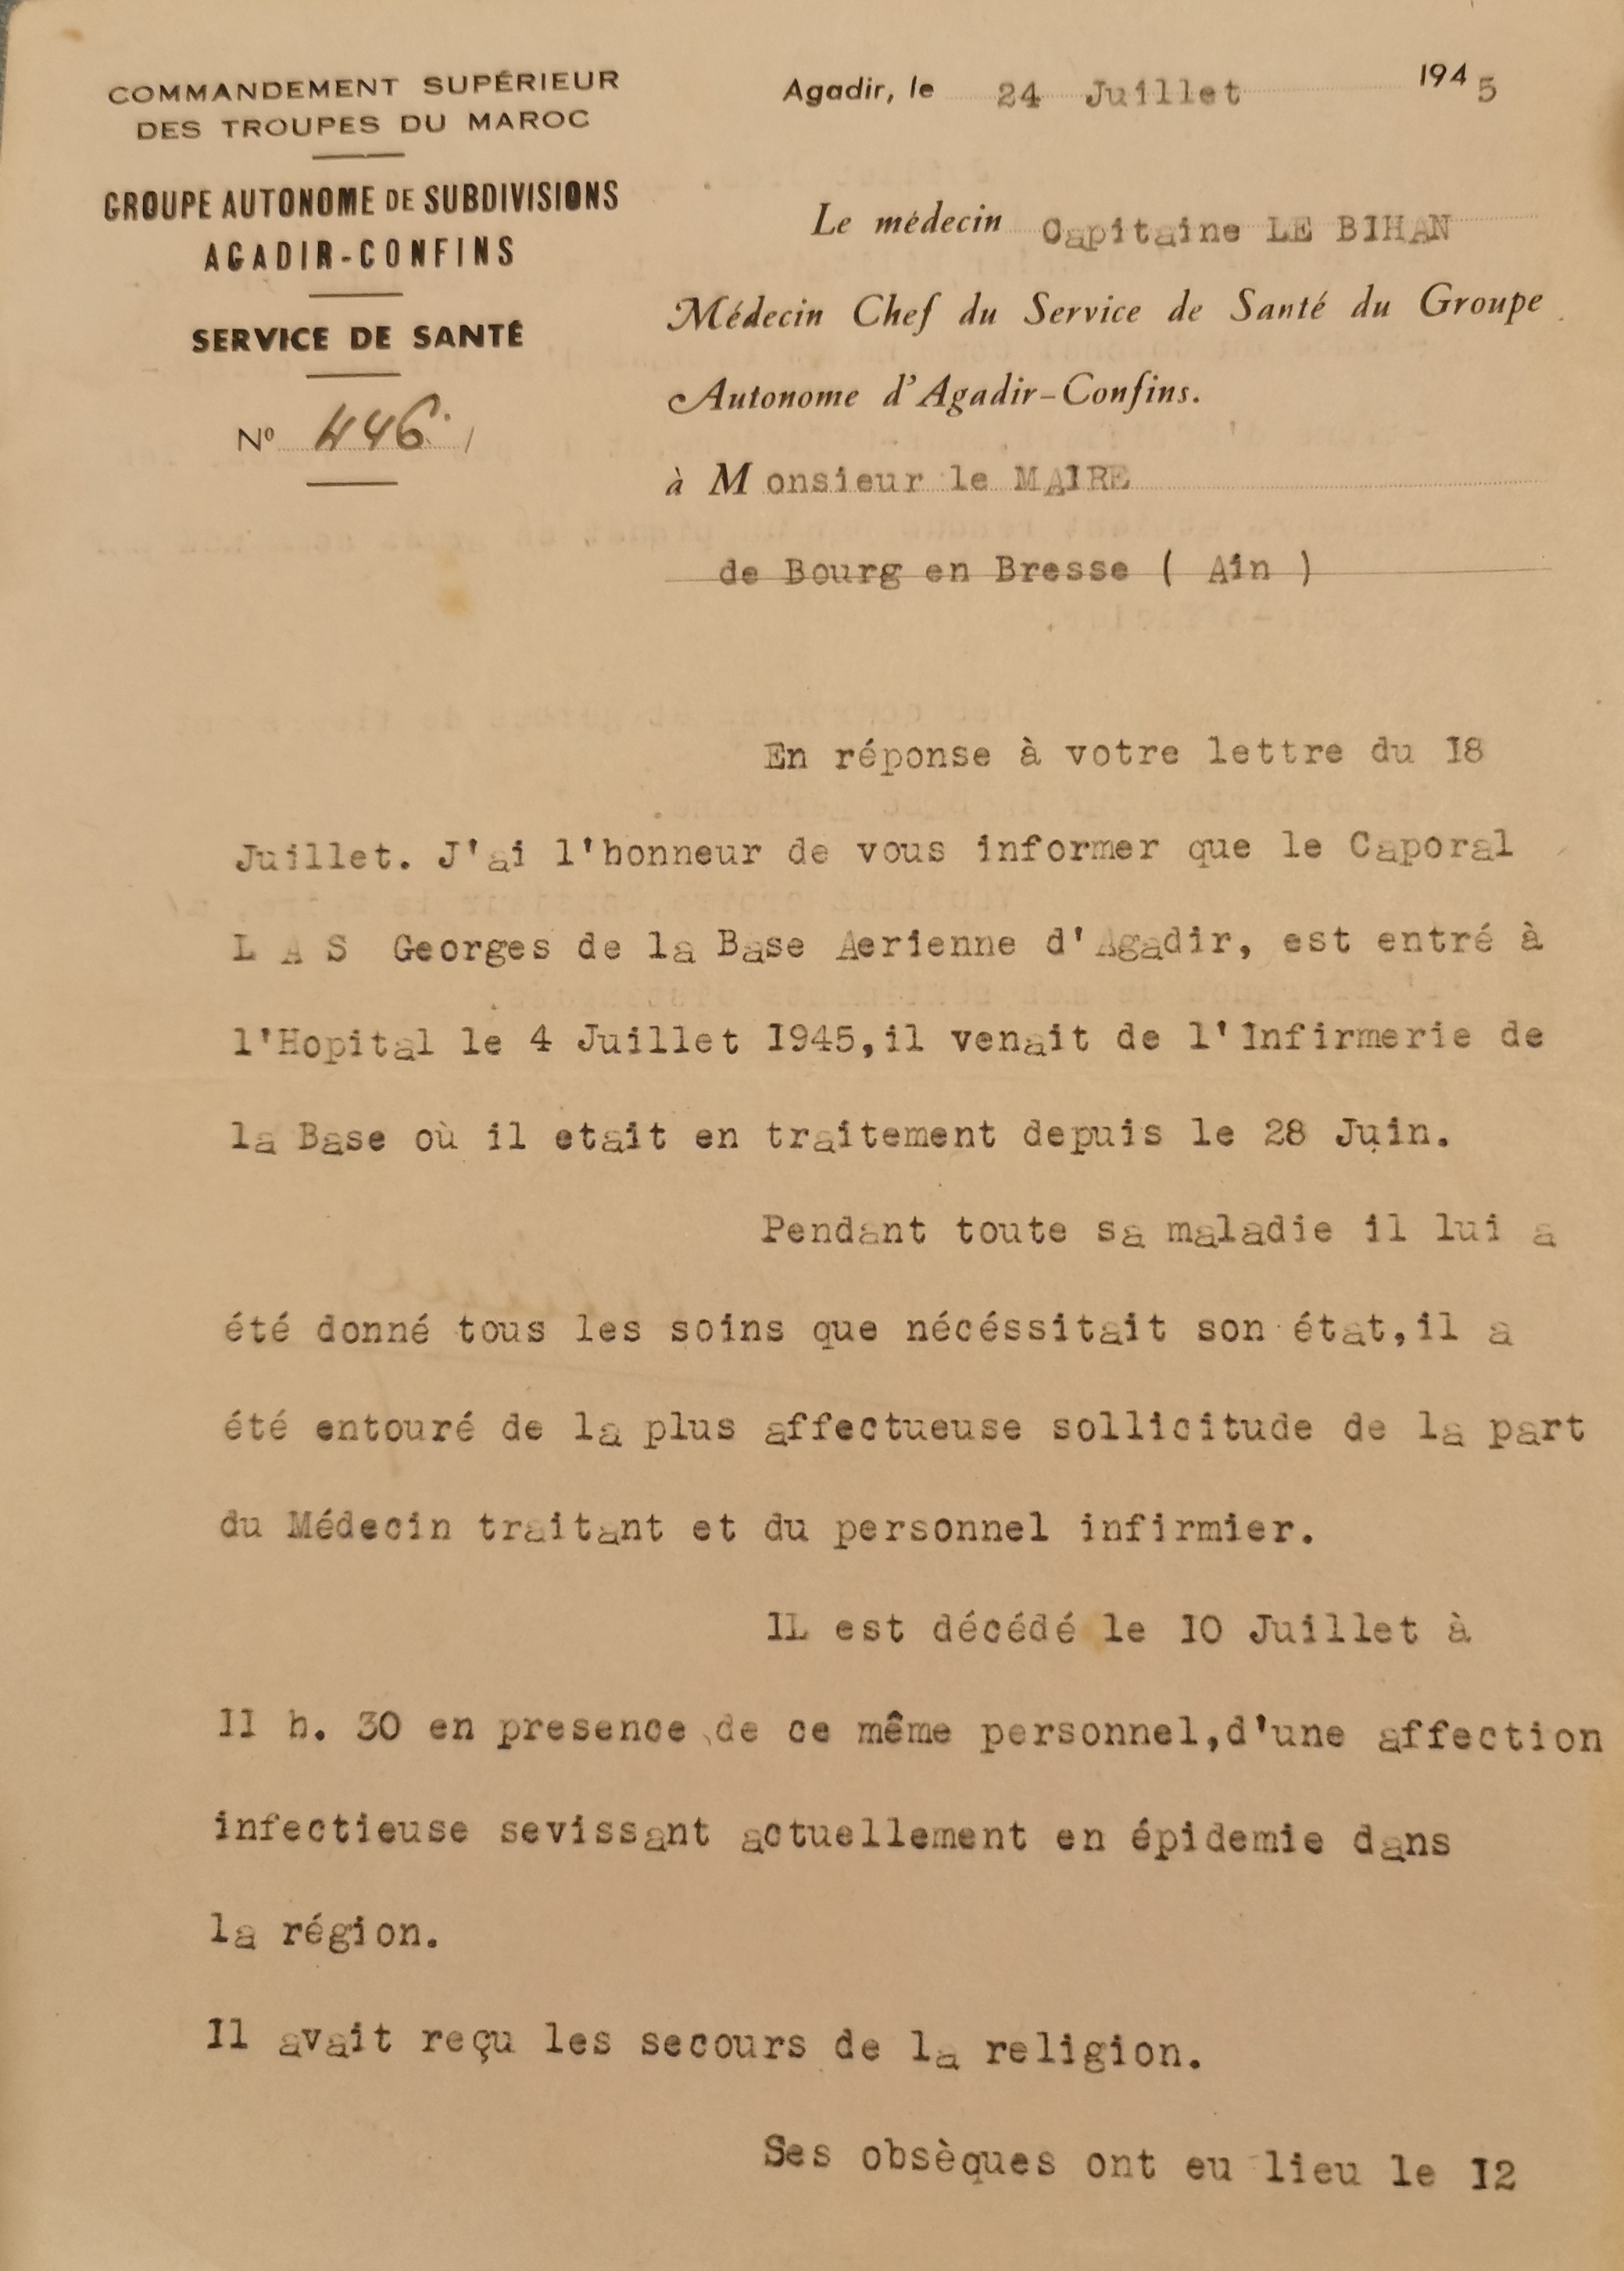 COMMANDEMENT SUPÉRIEUR
DES TROUPES DU MAROC
GROUPE AUTONOME DE SUBDIVISIONS
AGADIR-CONFINS
SERVICE DE SANTÉ
Nº 446 /
Agadir, le 24 Juillet 1945
Le médecin Capitaine LE BIHAN
Médecin Chef du Service de Santé du Groupe
Autonome d'Agadir-Confins.
à Monsieur le MAIRE
de Bourg en Bresse ( Ain )
En réponse à votre lettre du I8
Juillet. J'ai l'honneur de vous informer que le Caporal
L A S Georges de la Base Aerienne d'Agadir, est entré à
l'Hopital le 4 Juillet I945,il venait de l'Infirmerie de
la Base où il etait en traitement depuis le 28 Juin.
Pendant toute sa maladie il lui a
été donné tous les soins que nécéssitait son état,il a
été entouré de la plus affectueuse sollicitude de la part
du Médecin traitant et du personnel infirmier.
IL est décédé le IO Juillet à
II h. 30 en presence de ce même personnel,d'une affection
infectieuse sevissant actuellement en épidemie dans
la région.
Il avait reçu les secours de la religion.
Ses obsèques ont eu lieu le I2